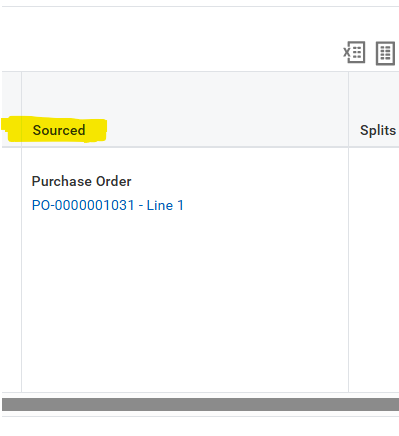 Sourced
Splits
Purchase Order
PO-0000001031 - Line 1